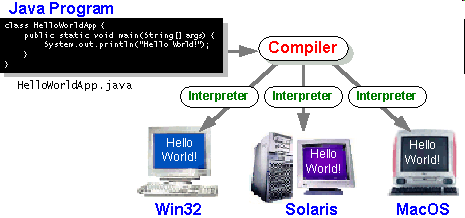 Java Program
class HelloWorldApp {
public static void main(String[] args) {
System.out.println("Hello World!");
}
}
HelloWorldApp.java
Compiler
Interpreter
Interpreter
Interpreter
Hello
World!
Hello
World!
Hello
World!
Win32
Solaris
MacOS